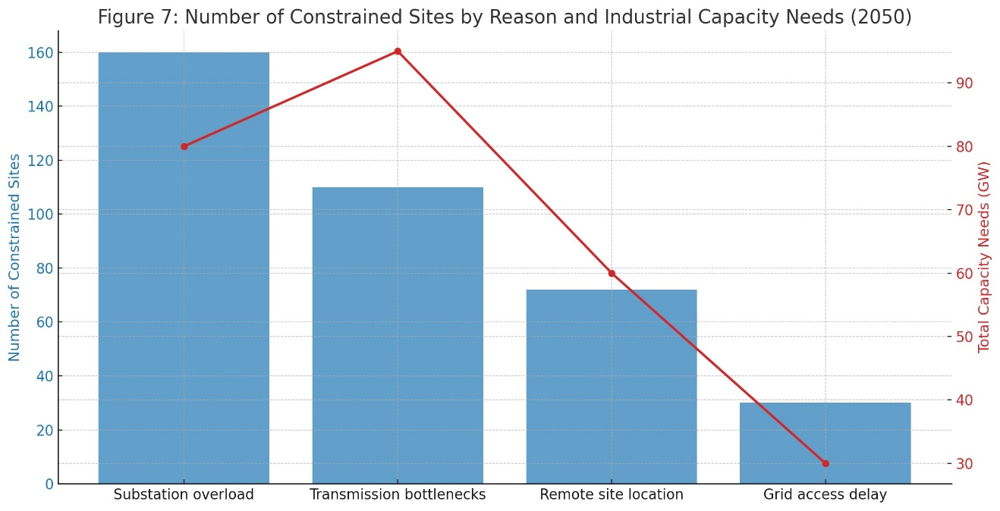 Figure 7: Number of Constrained Sites by Reason and Industrial Capacity Needs (2050)
Number of Constrained Sites
160
140
120
100
80
60
40
20
0
90
80
70
60
50
40
30
Total Capacity Needs (GW)
Substation overload
Transmission bottlenecks
Remote site location
Grid access delay